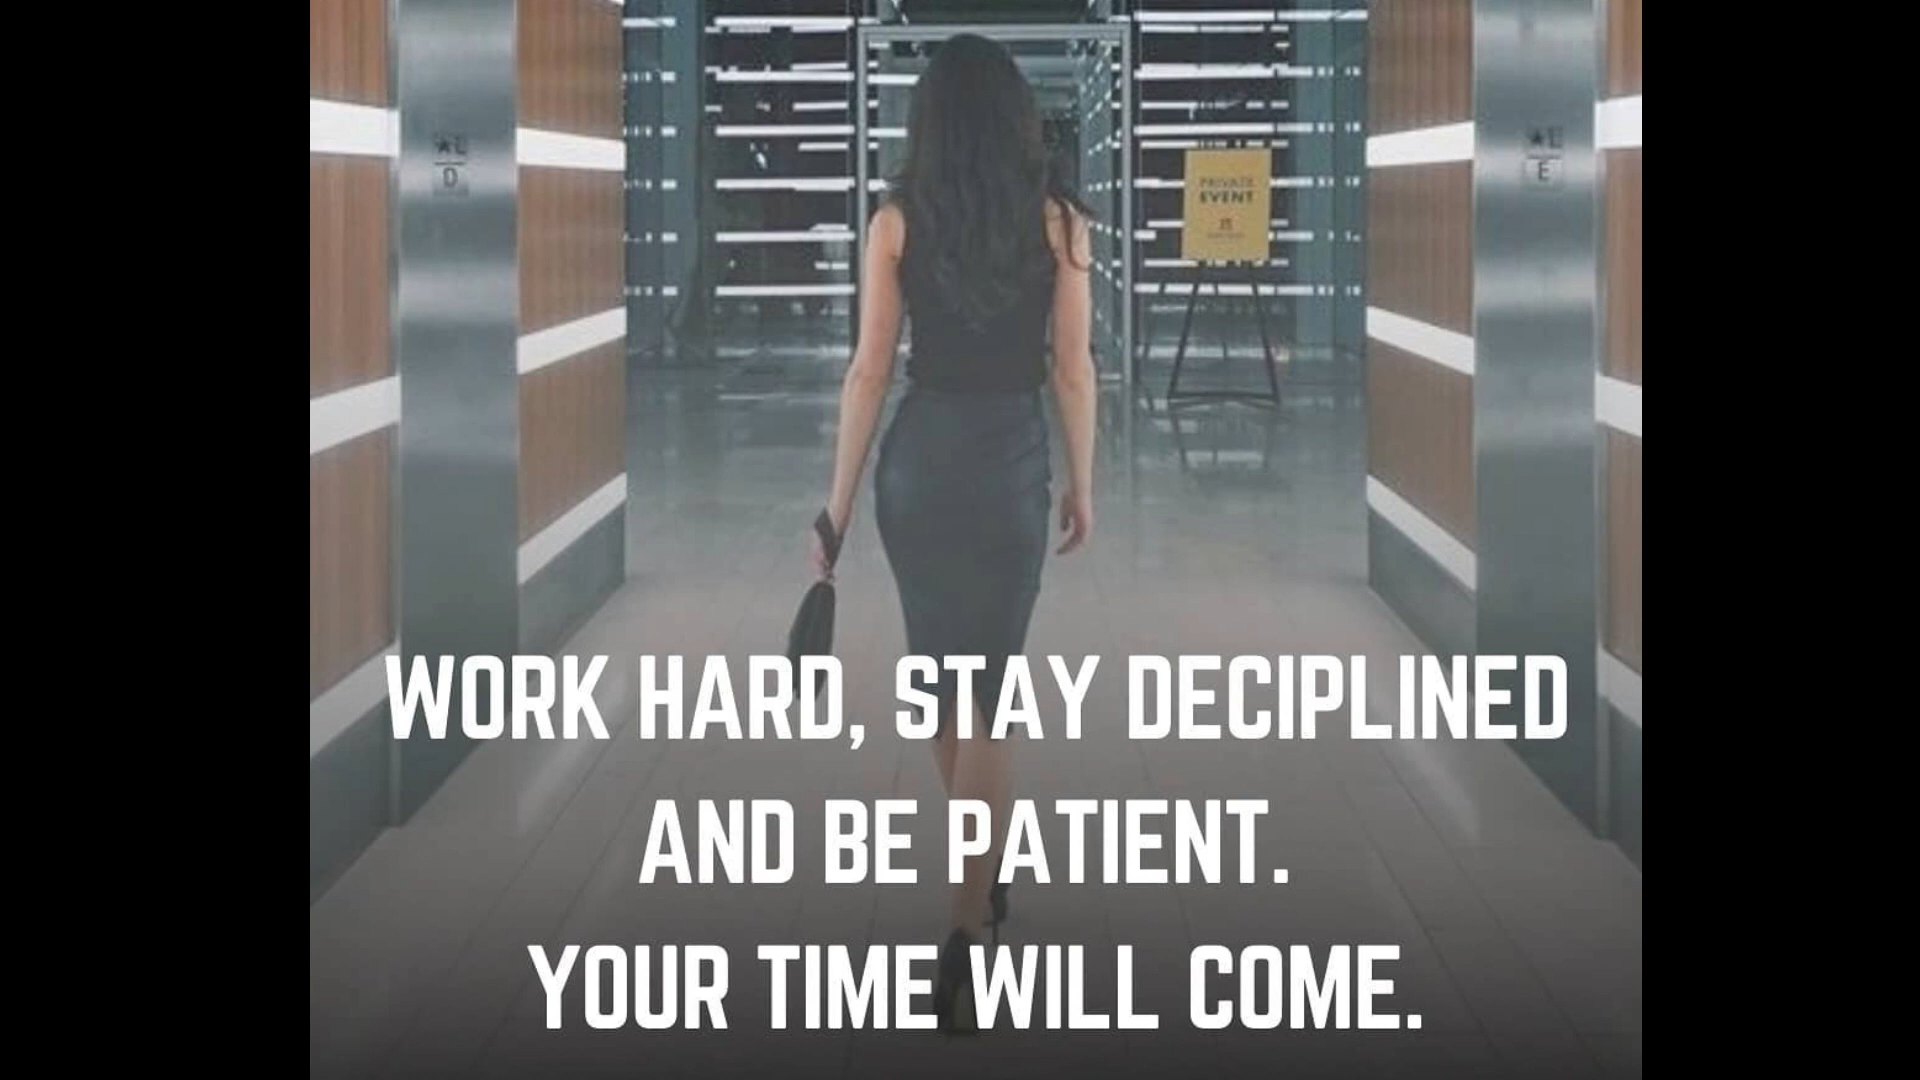 ★L
D
★L
E
PRIVATE
EVENT
WORK HARD, STAY DECIPLINED
AND BE PATIENT.
YOUR TIME WILL COME.